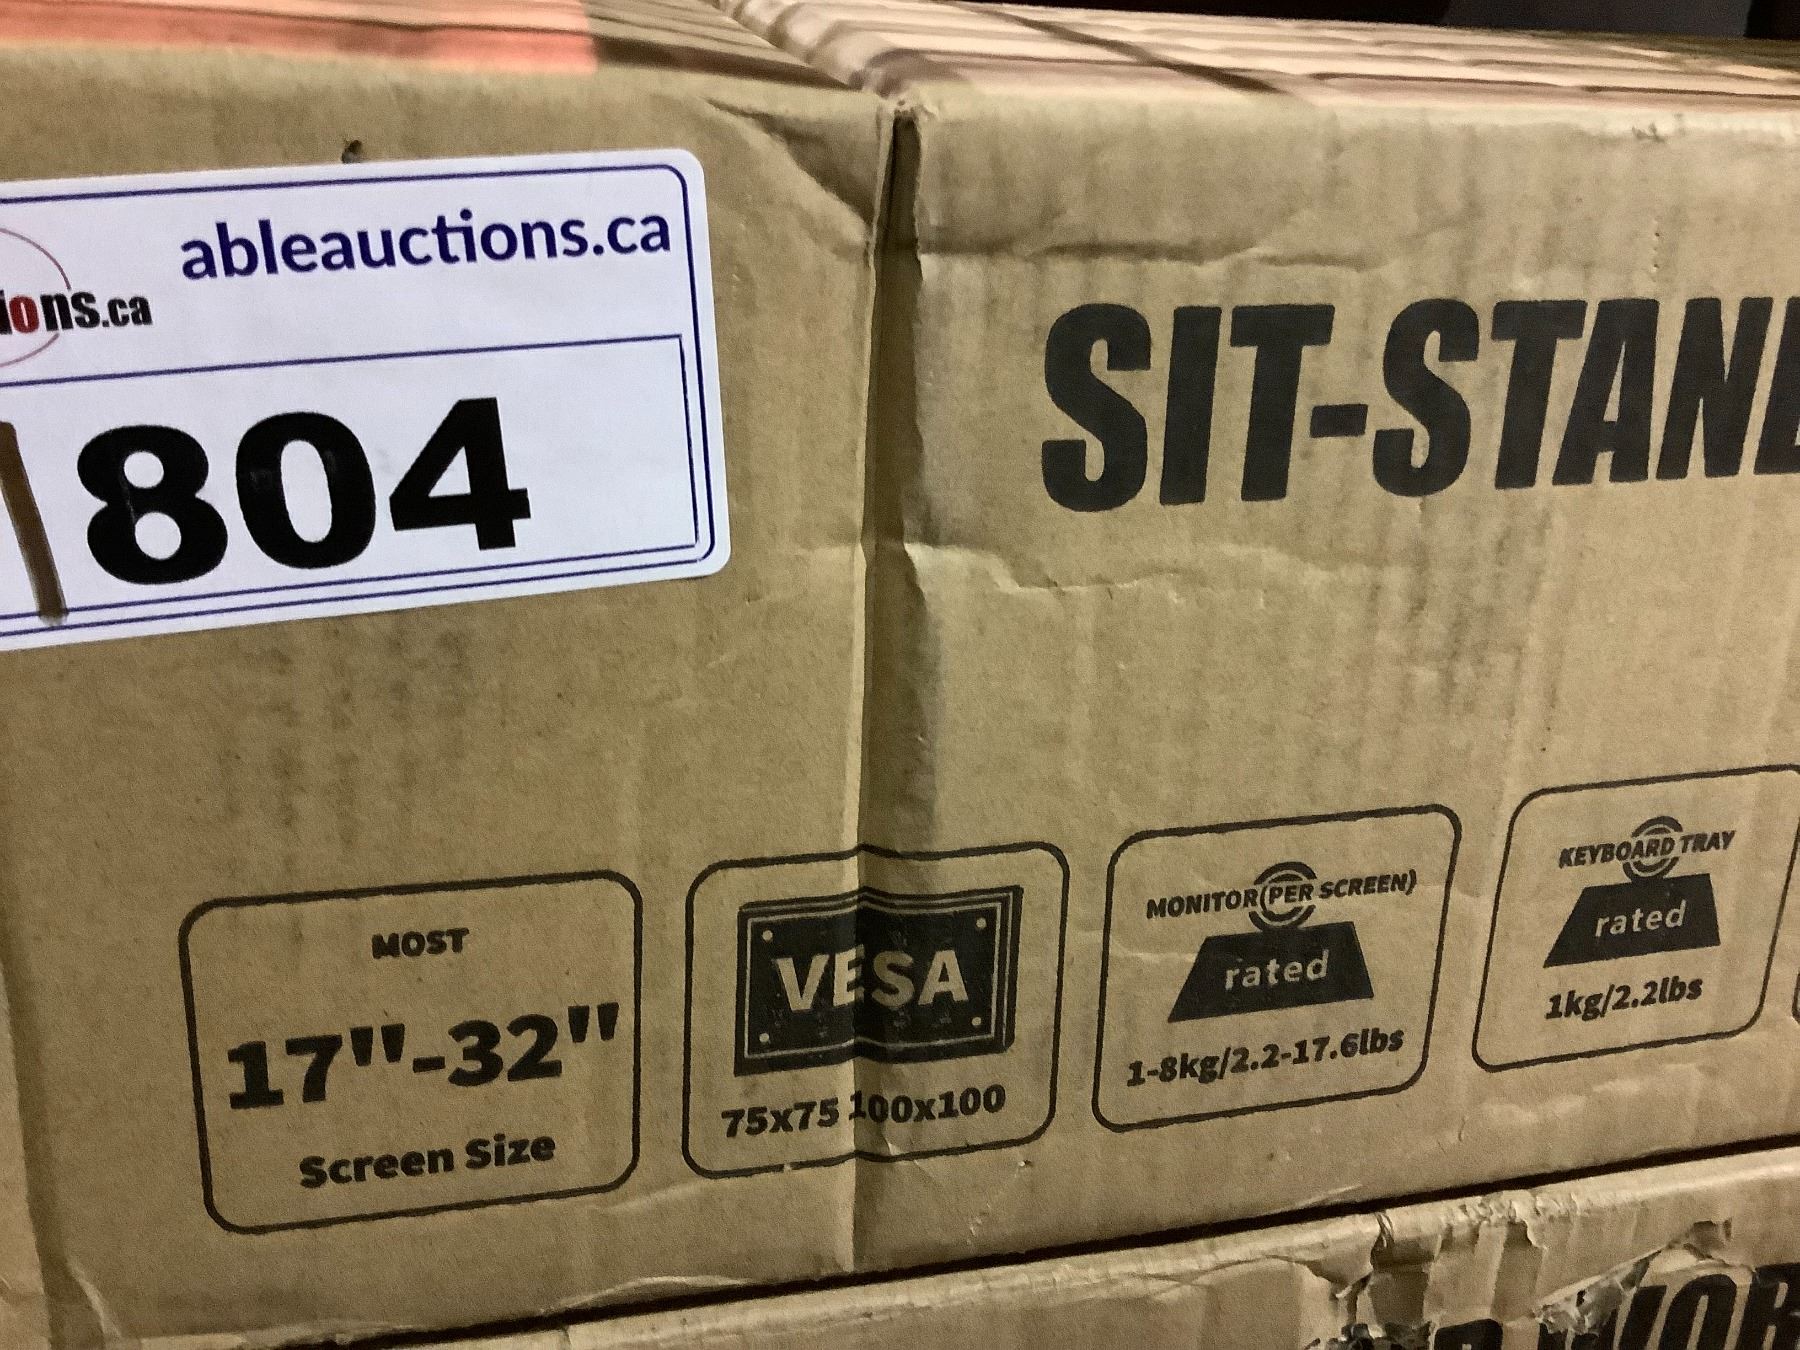 ableauctions.ca
ions.ca
804
SIT-STAN
MOST
17"-32"
Screen Size
VESA
75x75 100x100
MONITOR(PER SCREEN)
rated
1-8kg/2.2-17.6lbs
KEYBOARD TRAY
rated
1kg/2.2lbs